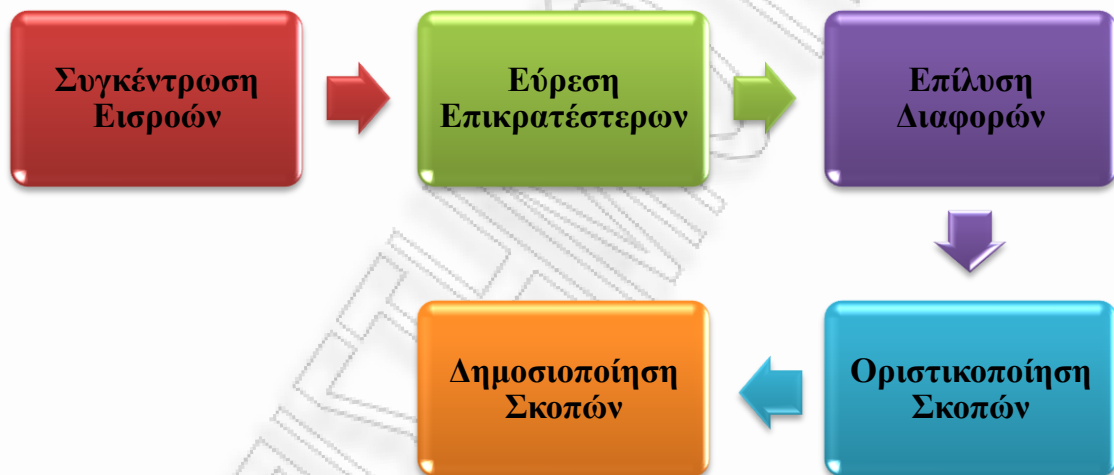 Συγκέντρωση
Εισροών
Εύρεση
Επικρατέστερων
Επίλυση
Διαφορών
Οριστικοποίηση
Σκοπών
Δημοσιοποίηση
Σκοπών